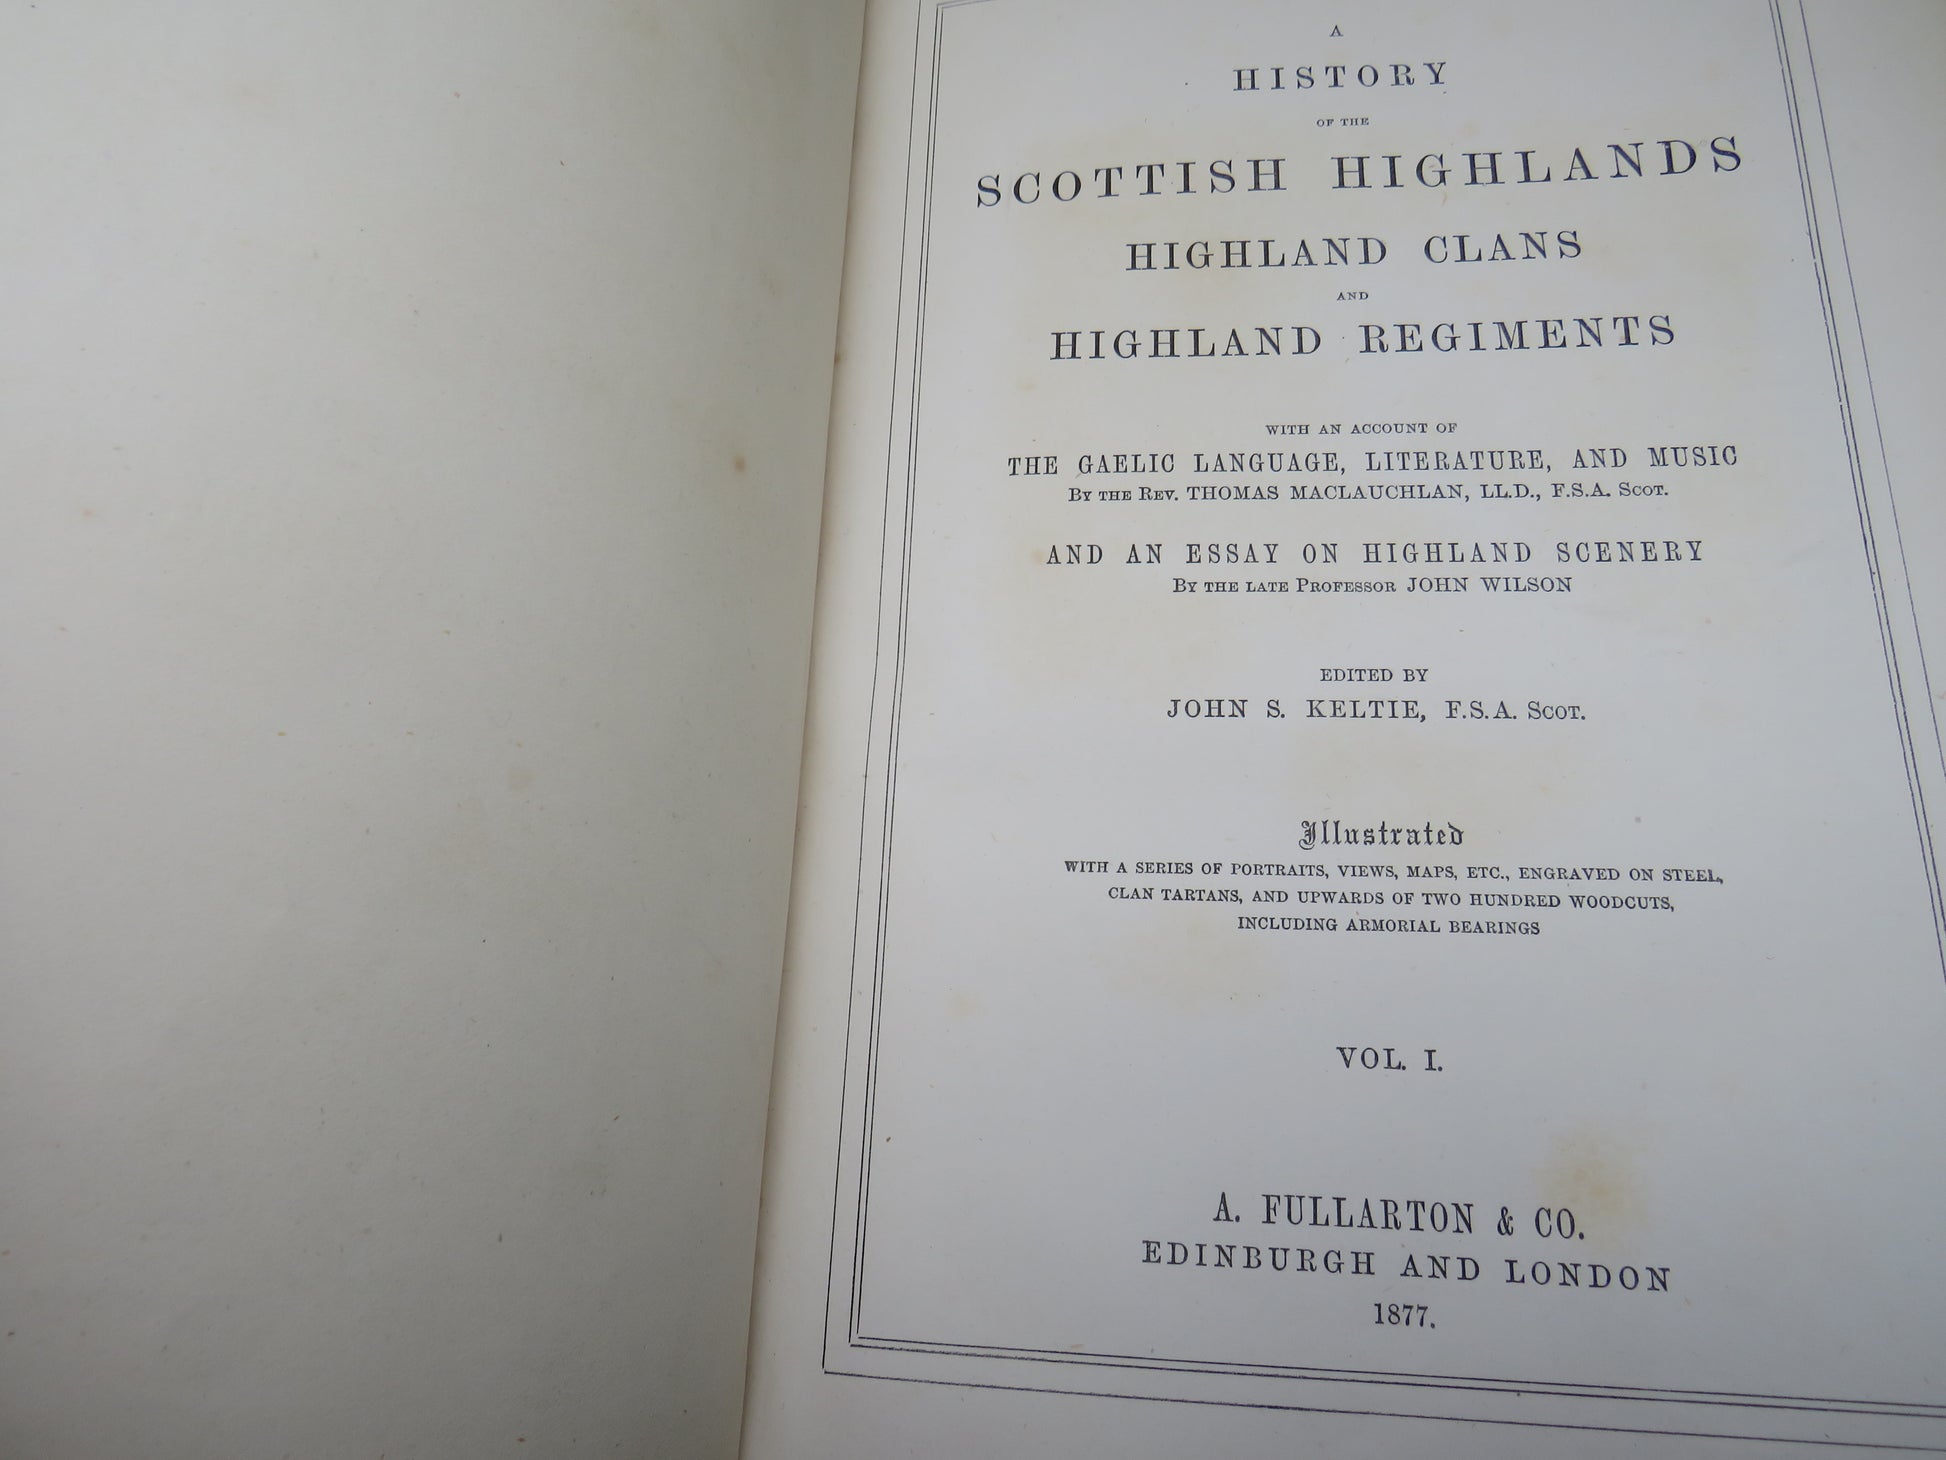 A
HISTORY
OF THE
SCOTTISH HIGHLANDS
HIGHLAND CLANS
AND
HIGHLAND REGIMENTS
WITH AN ACCOUNT OF
THE GAELIC LANGUAGE, LITERATURE, AND MUSIC
BY THE REV. THOMAS MACLAUCHLAN, LL.D., F.S.A. SCOT.
AND AN ESSAY ON HIGHLAND SCENERY
BY THE LATE PROFESSOR JOHN WILSON
EDITED BY
JOHN S. KELTIE, F.S.A. SCOT.
Illustrated
WITH A SERIES OF PORTRAITS, VIEWS, MAPS, ETC., ENGRAVED ON STEEL,
CLAN TARTANS, AND UPWARDS OF TWO HUNDRED WOODCUTS,
INCLUDING ARMORIAL BEARINGS
VOL. I.
A. FULLARTON & CO.
EDINBURGH AND LONDON
1877.